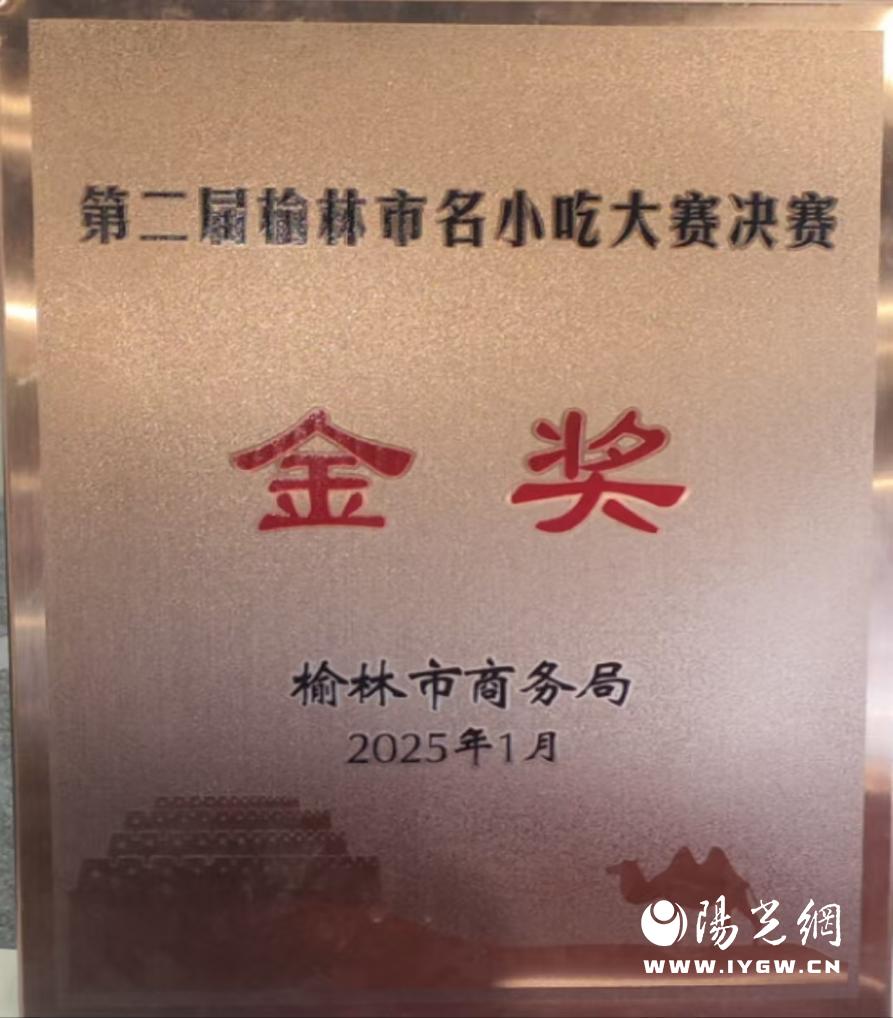 第二届榆林市名小吃大赛决赛
金奖
榆林市商务局
2025年1月
陽光網
WWW.IYGW.CN